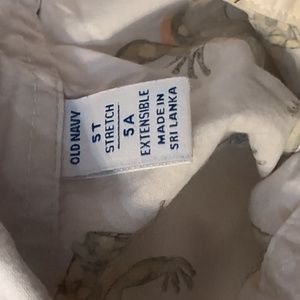 OLD NAVY
5T
STRETCH
5A
EXTENSIBLE
MADE IN
SRI LANKA